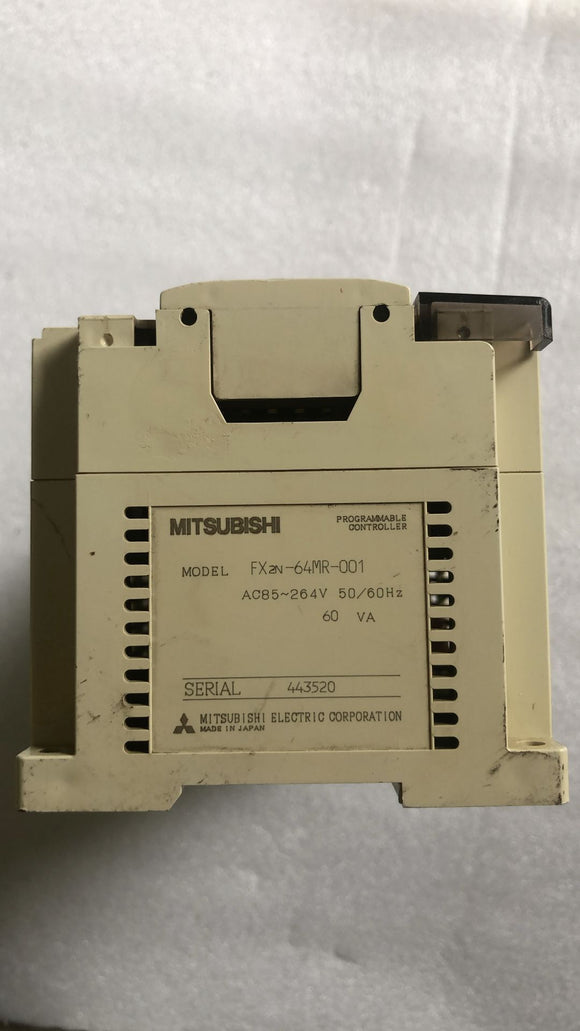 MITSUBISHI
PROGRAMMABLE
CONTROLLER
MODEL FX2N-64MR-001
AC85~264V 50/60Hz
60 VA
SERIAL 443520
MITSUBISHI ELECTRIC CORPORATION
MADE IN JAPAN